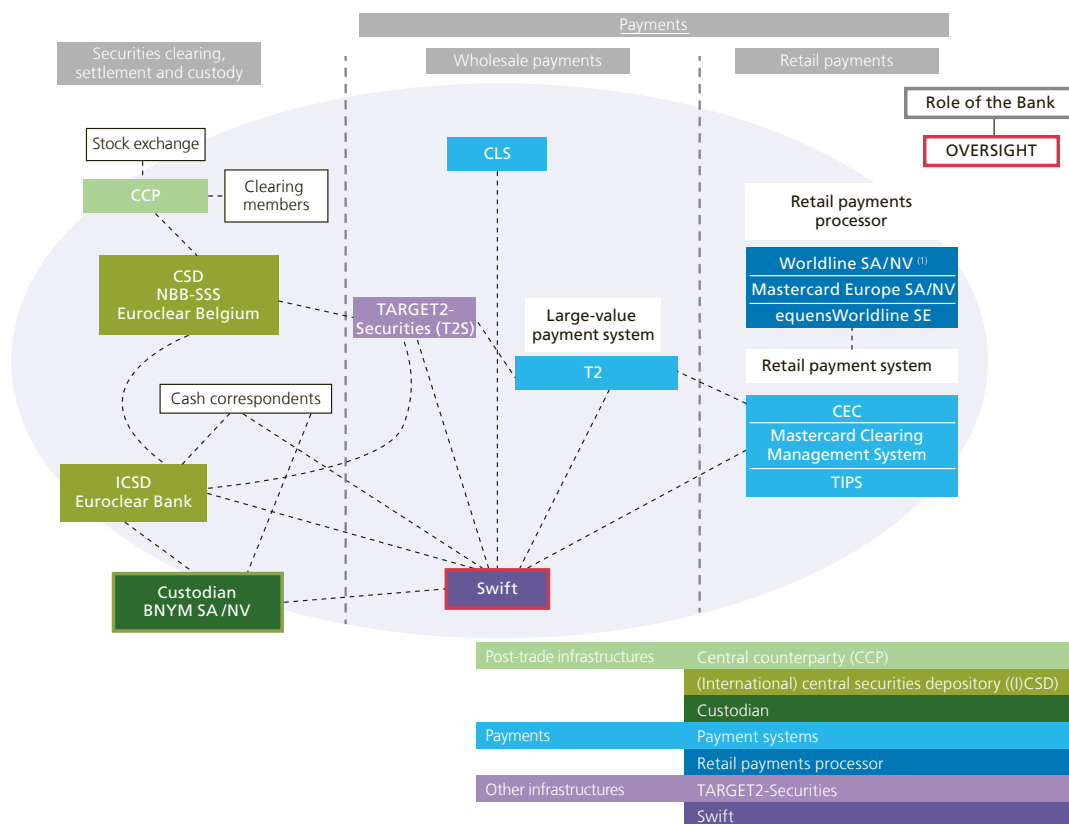 Payments
Securities clearing,
settlement and custody
Wholesale payments
Retail payments
Role of the Bank
OVERSIGHT
Stock exchange
CCP
Clearing
members
CLS
Retail payments
processor
CSD
NBB-SSS
Euroclear Belgium
TARGET2-
Securities (T2S)
Large-value
payment system
T2
Worldline SA/NV (1)
Mastercard Europe SA/NV
equensWorldline SE
Retail payment system
Cash correspondents
CEC
Mastercard Clearing
Management System
TIPS
ICSD
Euroclear Bank
Custodian
BNYM SA/NV
Swift
Post-trade infrastructures Central counterparty (CCP)
(International) central securities depository ((I)CSD)
Custodian
Payments Payment systems
Retail payments processor
Other infrastructures TARGET2-Securities
Swift